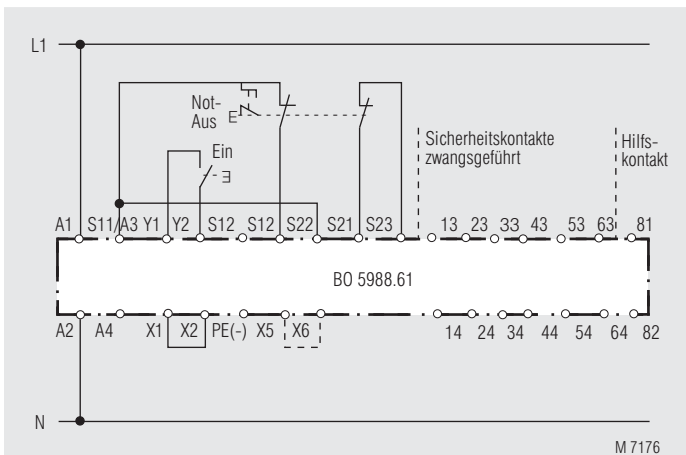 L1
Not-
Aus
Ein
Sicherheitskontakte
zwangsgeführt
Hilfs-
kontakt
A1 S11/A3 Y1 Y2 S12 S12 S22 S21 S23 13 23 33 43 53 63 81
BO 5988.61
A2 A4 X1 X2 PE(-) X5 X6 14 24 34 44 54 64 82
N
M 7176